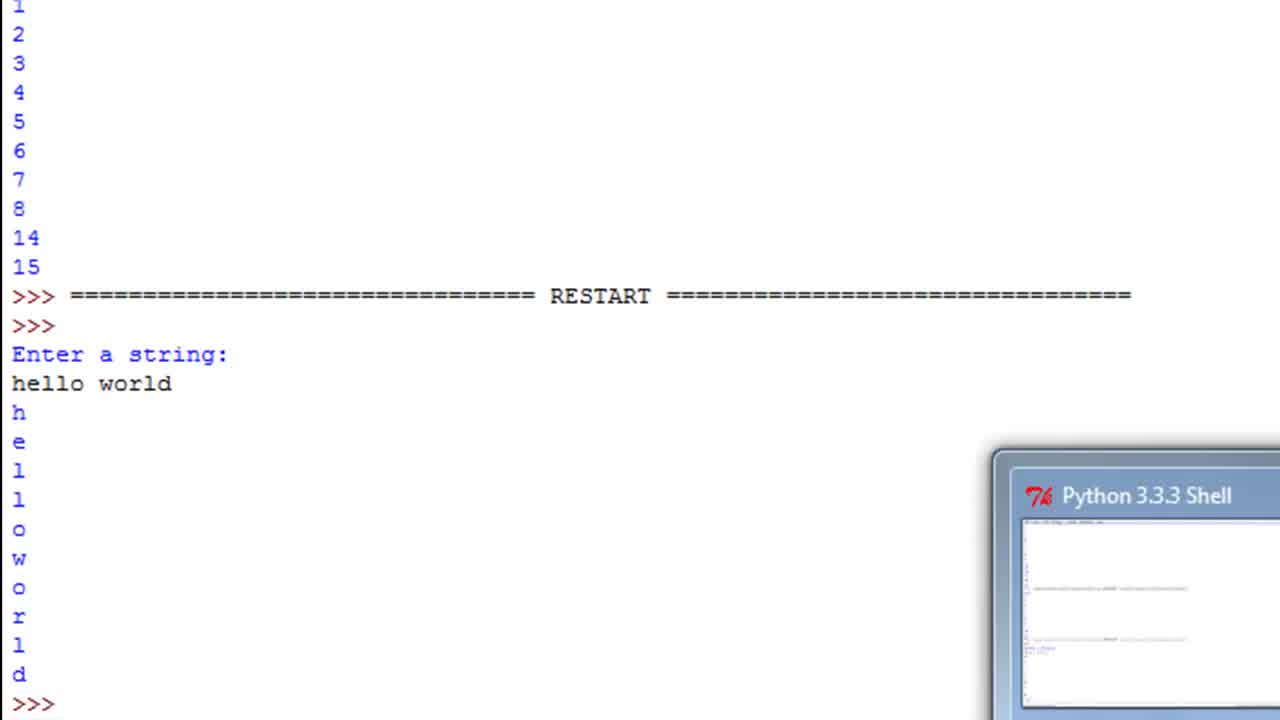 1
2
3
4
5
6
7
8
14
15
>>> ================================ RESTART ================================
>>>
Enter a string:
hello world
h
e
l
l
o
w
o
r
l
d
>>>
Python 3.3.3 Shell